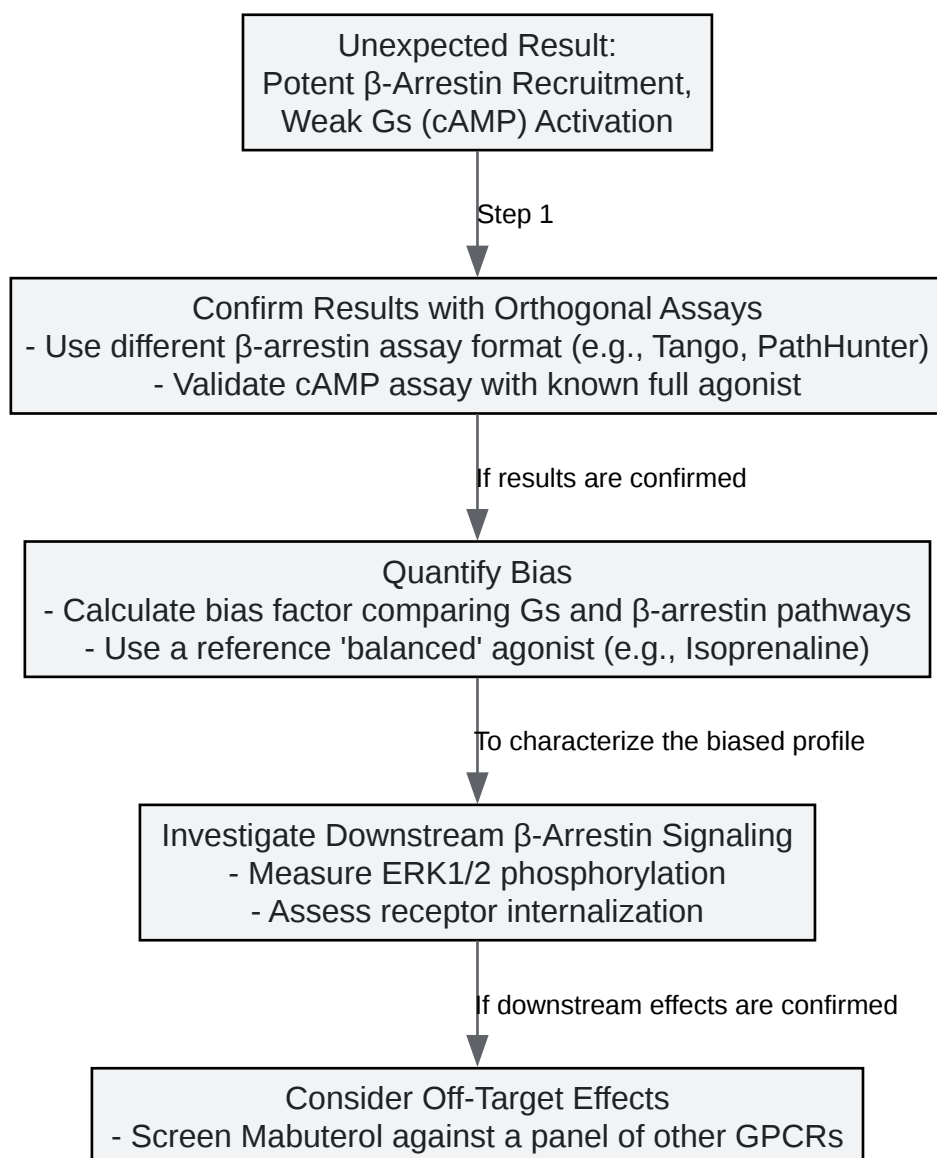 Unexpected Result:
Potent β-Arrestin Recruitment,
Weak Gs (cAMP) Activation
Step 1
Confirm Results with Orthogonal Assays
- Use different β-arrestin assay format (e.g., Tango, PathHunter)
- Validate cAMP assay with known full agonist
If results are confirmed
Quantify Bias
- Calculate bias factor comparing Gs and β-arrestin pathways
- Use a reference 'balanced' agonist (e.g., Isoprenaline)
To characterize the biased profile
Investigate Downstream β-Arrestin Signaling
- Measure ERK1/2 phosphorylation
- Assess receptor internalization
If downstream effects are confirmed
Consider Off-Target Effects
- Screen Mabuterol against a panel of other GPCRs